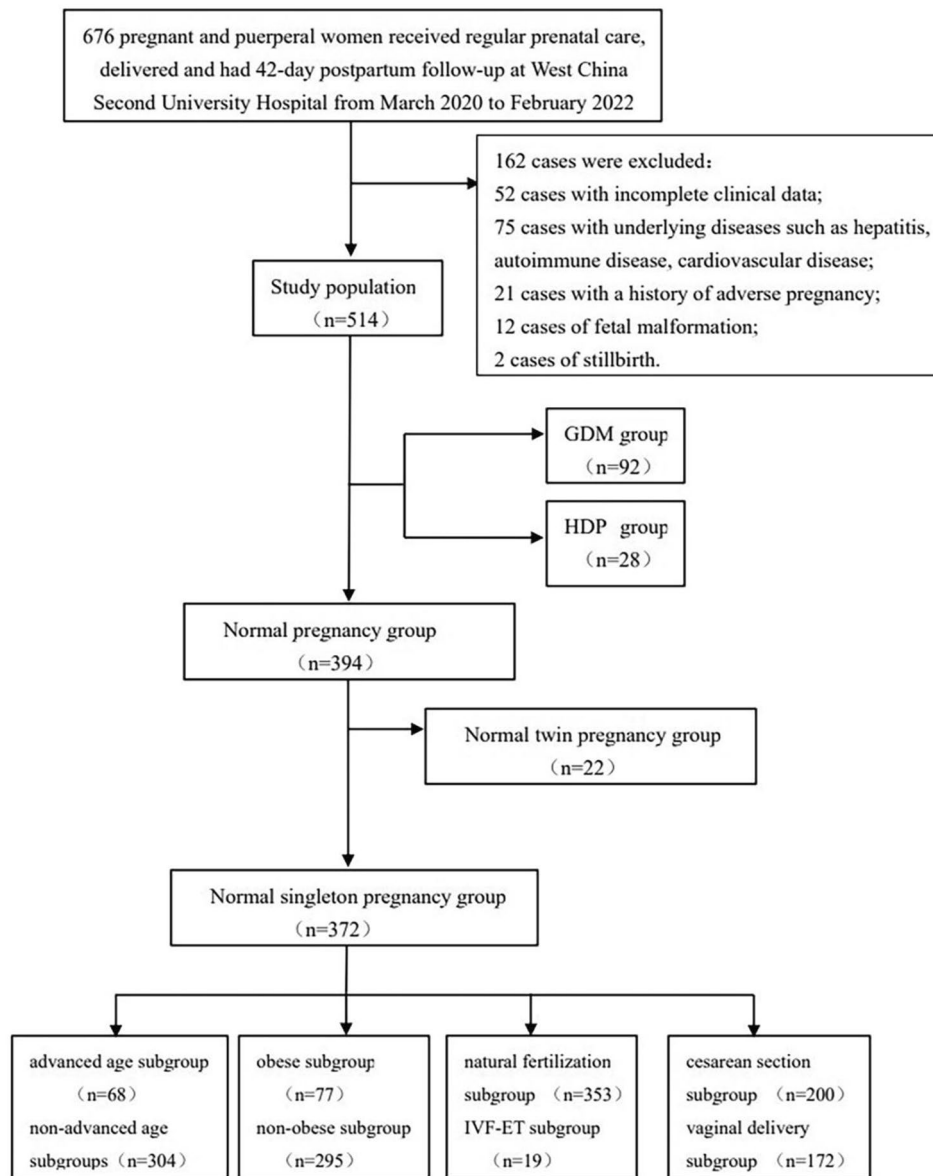 676 pregnant and puerperal women received regular prenatal care,
delivered and had 42-day postpartum follow-up at West China
Second University Hospital from March 2020 to February 2022
162 cases were excluded：
52 cases with incomplete clinical data;
75 cases with underlying diseases such as hepatitis,
autoimmune disease, cardiovascular disease;
21 cases with a history of adverse pregnancy;
12 cases of fetal malformation;
2 cases of stillbirth.
Study population
（n=514）
GDM group
（n=92）
HDP group
（n=28）
Normal pregnancy group
（n=394）
Normal twin pregnancy group
（n=22）
Normal singleton pregnancy group
（n=372）
advanced age subgroup
（n=68）
non-advanced age
subgroups（n=304）
obese subgroup
（n=77）
non-obese subgroup
（n=295）
natural fertilization
subgroup （n=353）
IVF-ET subgroup
（n=19）
cesarean section
subgroup （n=200）
vaginal delivery
subgroup （n=172）